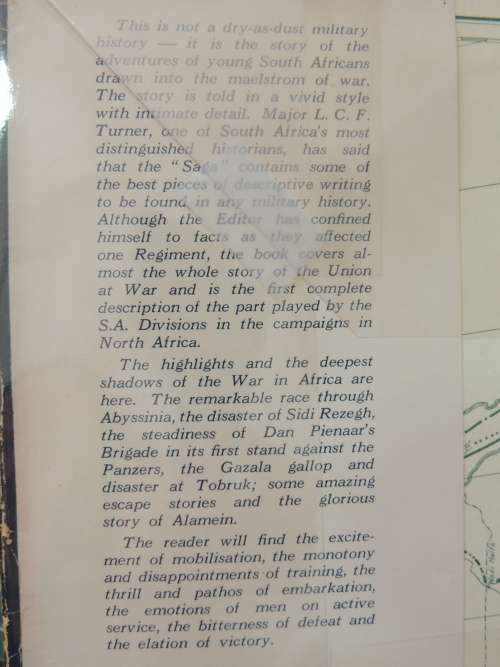 This is not a dry-as-dust military
history — it is the story of the
adventures of young South Africans
drawn into the maelstrom of war.
The story is told in a vivid style
with intimate detail. Major L. C. F.
Turner, one of South Africa's most
distinguished historians, has said
that the "Saga" contains some of
the best pieces of descriptive writing
to be found in any military history.
Although the Editor has confined
himself to facts as they affected
one Regiment, the book covers al-
most the whole story of the Union
at War and is the first complete
description of the part played by the
S.A. Divisions in the campaigns in
North Africa.
The highlights and the deepest
shadows of the War in Africa are
here. The remarkable race through
Abyssinia, the disaster of Sidi Rezegh,
the steadiness of Dan Pienaar's
Brigade in its first stand against the
Panzers, the Gazala gallop and
disaster at Tobruk; some amazing
escape stories and the glorious
story of Alamein.
The reader will find the excite-
ment of mobilisation, the monotony
and disappointments of training, the
thrill and pathos of embarkation,
the emotions of men on active
service, the bitterness of defeat and
the elation of victory.